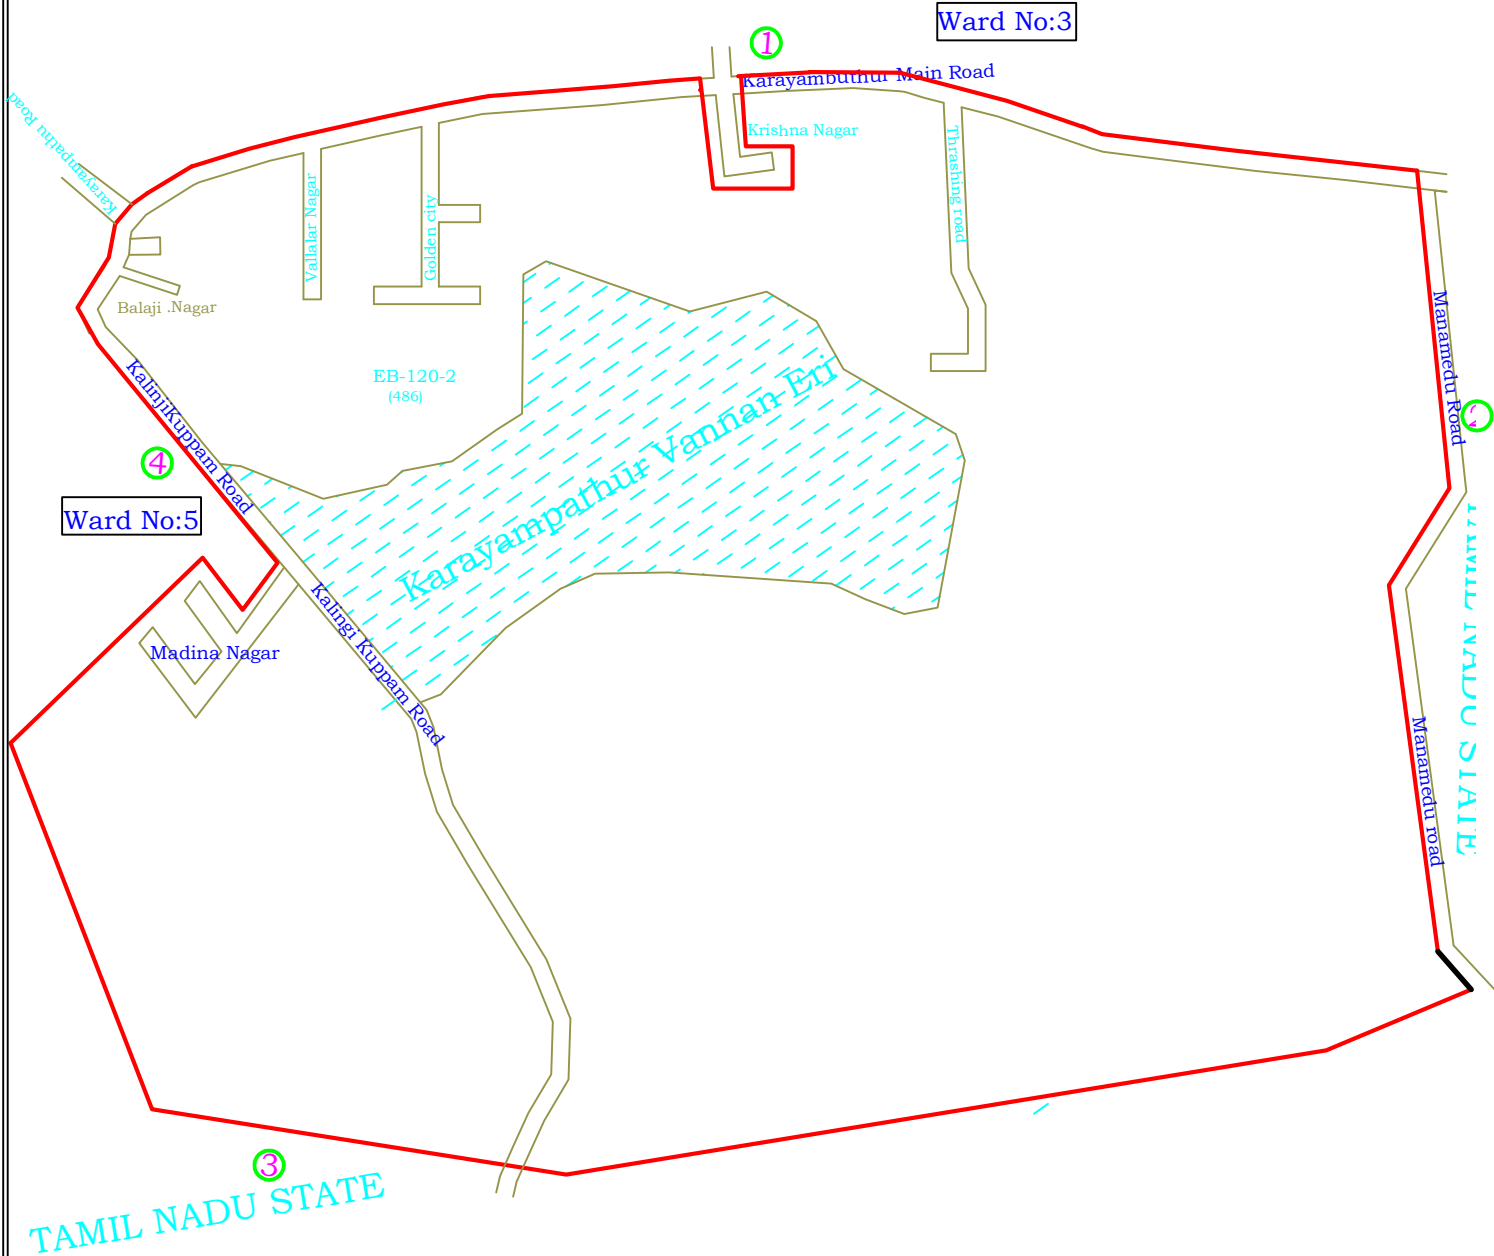 Ward No:3
1
Karayambuthur Main Road
Karayampathu Road
Krishna Nagar
Thrashing road
Vallalar Nagar
Golden city
Balaji .Nagar
Manamedu Road
EB-120-2
(486)
KalinjiKuppam Road
Karayampathur Vannan Eri
2
4
Ward No:5
TAMIL NADU STATE
Kalingi Kuppam Road
Madina Nagar
Manamedu road
3
TAMIL NADU STATE